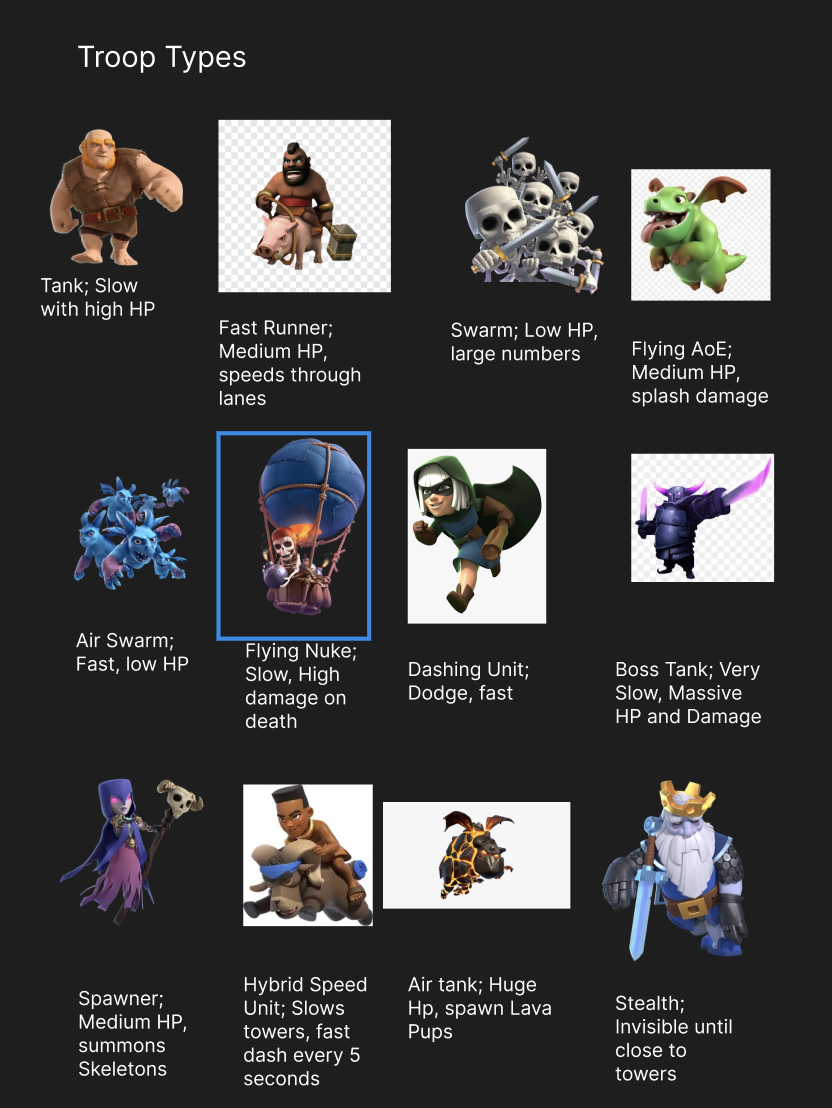 Troop Types
Tank; Slow
with high HP
Fast Runner;
Medium HP,
speeds through
lanes
Swarm; Low HP,
large numbers
Flying AoE;
Medium HP,
splash damage
Air Swarm;
Fast, low HP
Flying Nuke;
Slow, High
damage on
death
Dashing Unit;
Dodge, fast
Boss Tank; Very
Slow, Massive
HP and Damage
Spawner;
Medium HP,
summons
Skeletons
Hybrid Speed
Unit; Slows
towers, fast
dash every 5
seconds
Air tank; Huge
Hp, spawn Lava
Pups
Stealth;
Invisible until
close to
towers